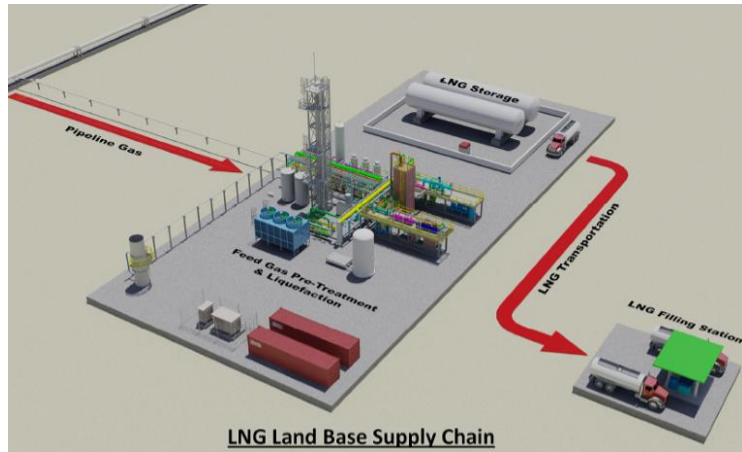 LNG Storage
Pipeline Gas
Feed Gas Pre-Treatment
& Liquefaction
LNG Transportation
LNG Filling Station
LNG Land Base Supply Chain